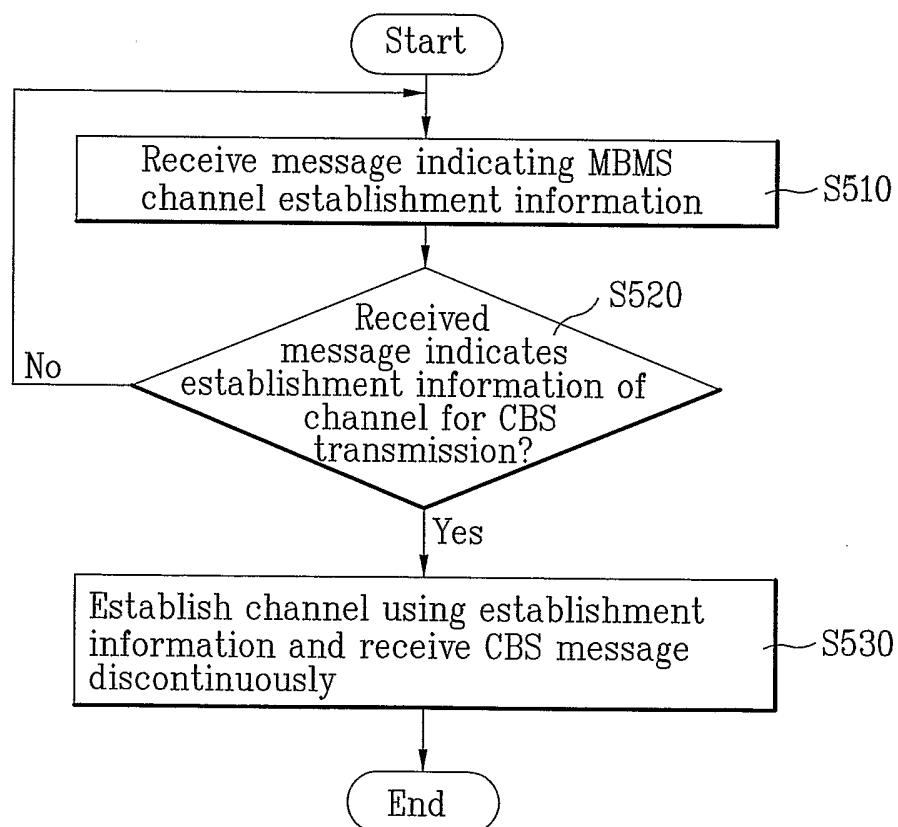 Start
Receive message indicating MBMS
channel establishment information
S510
S520
Received
message indicates
establishment information of
channel for CBS
transmission?
No
Yes
Establish channel using establishment
information and receive CBS message
discontinuously
S530
End